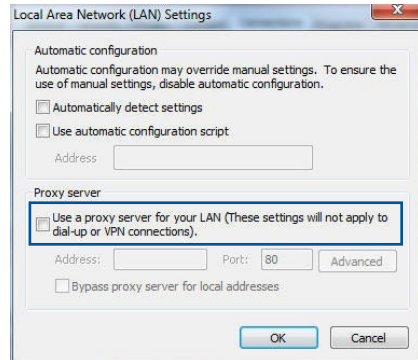 Local Area Network (LAN) Settings
Automatic configuration
Automatic configuration may override manual settings. To ensure the
use of manual settings, disable automatic configuration.
Automatically detect settings
Use automatic configuration script
Address
Proxy server
Use a proxy server for your LAN (These settings will not apply to
dial-up or VPN connections).
Address: Port: 80 Advanced
Bypass proxy server for local addresses
OK Cancel